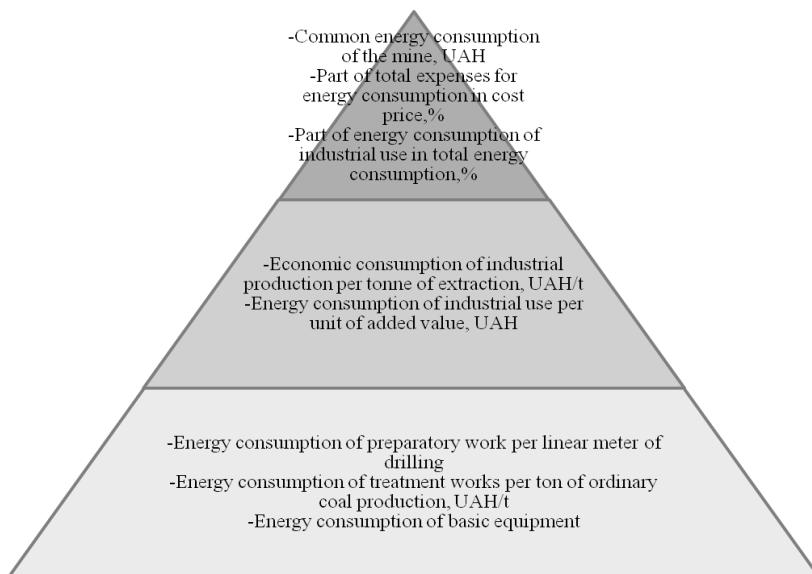 -Common energy consumption
of the mine, UAH
-Part of total expenses for
energy consumption in cost
price,%
-Part of energy consumption of
industrial use in total energy
consumption,%
-Economic consumption of industrial
production per tonne of extraction, UAH/t
-Energy consumption of industrial use per
unit of added value, UAH
-Energy consumption of preparatory work per linear meter of
drilling
-Energy consumption of treatment works per ton of ordinary
coal production, UAH/t
-Energy consumption of basic equipment